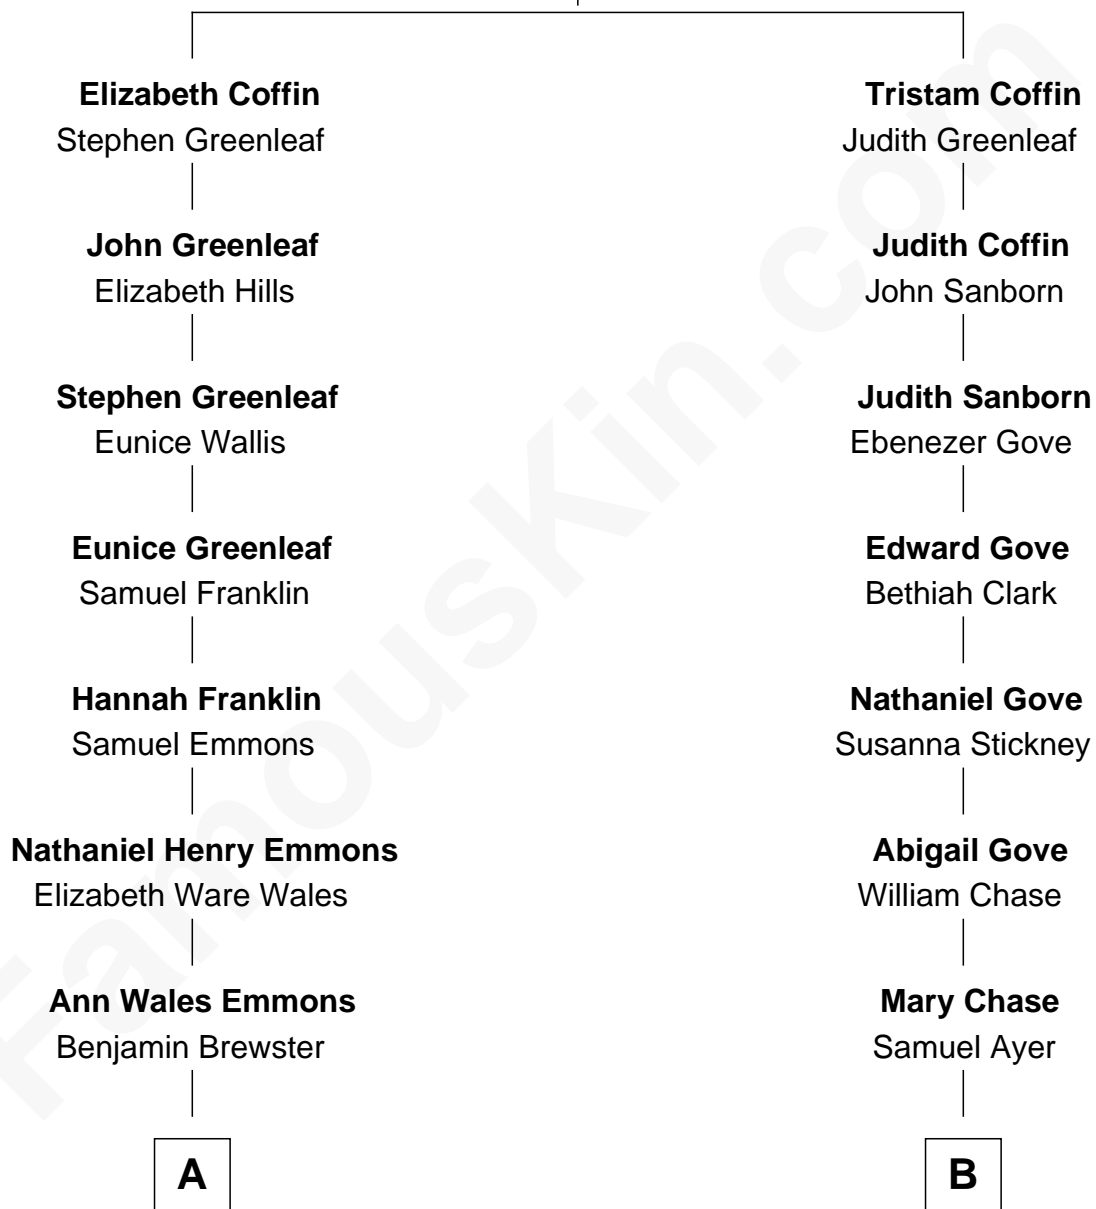 Elizabeth Coffin
Stephen Greenleaf
John Greenleaf
Elizabeth Hills
Stephen Greenleaf
Eunice Wallis
Eunice Greenleaf
Samuel Franklin
Hannah Franklin
Samuel Emmons
Nathaniel Henry Emmons
Elizabeth Ware Wales
Ann Wales Emmons
Benjamin Brewster
A
Tristam Coffin
Judith Greenleaf
Judith Coffin
John Sanborn
Judith Sanborn
Ebenezer Gove
Edward Gove
Bethiah Clark
Nathaniel Gove
Susanna Stickney
Abigail Gove
William Chase
Mary Chase
Samuel Ayer
B
FamousKin.com